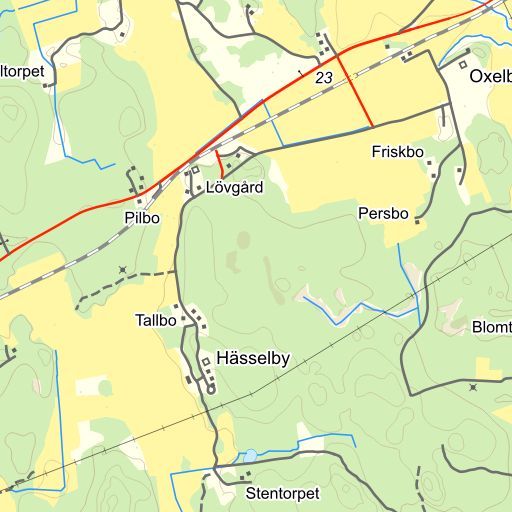 ltorpet
23
Oxelb
Friskbo
Lövgård
Persbo
Pilbo
Tallbo
Blomt
Hässelby
Stentorpet